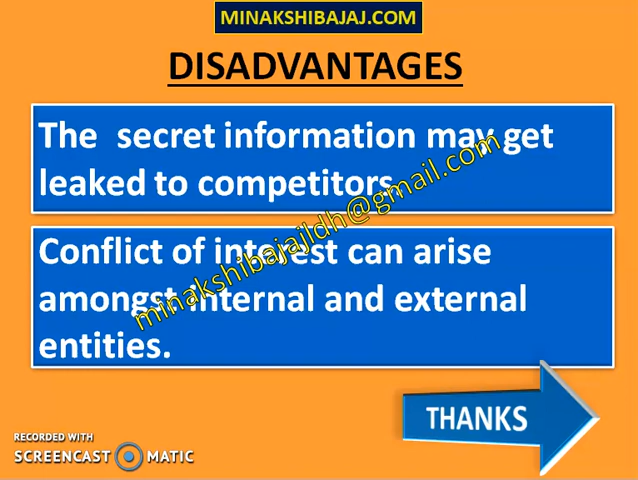 MINAKSHIBAJAJ.COM
DISADVANTAGES
The  secret information may get
leaked to competitors.
minakshibajajldh@gmail.com
Conflict of interest can arise
amongst internal and external
entities.
THANKS
RECORDED WITH
SCREENCAST MATIC